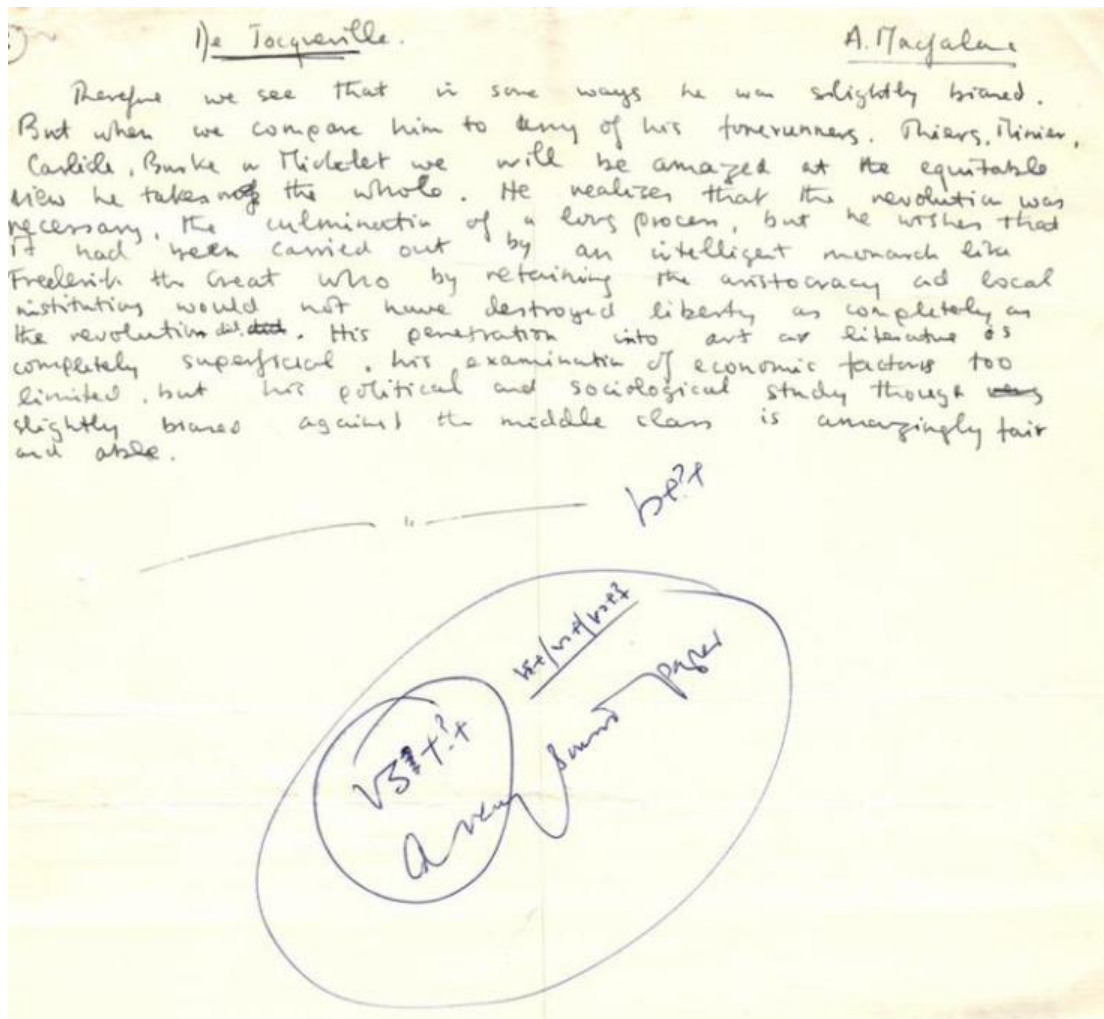 De Tocqueville.
A. Macfarlane
Therefore we see that in some ways he was slightly biased.
But when we compare him to any of his forerunners. Thiers,
Carlile, Burke or Michelet we will be amazed at the equitable
view he takes of the whole. He realizes that the revolution was
necessary, the culmination of a long process, but he wishes that
it had been carried out by an intelligent monarch like
Frederick the Great who by retaining the aristocracy and local
institutions would not have destroyed liberty as completely as
the revolution did. His penetration into art or literature is
completely superficial, his examination of economic factors too
limited, but his political and sociological study though
slightly biased against the middle class is amazingly fair
and able.
b+?+
A very sound paper